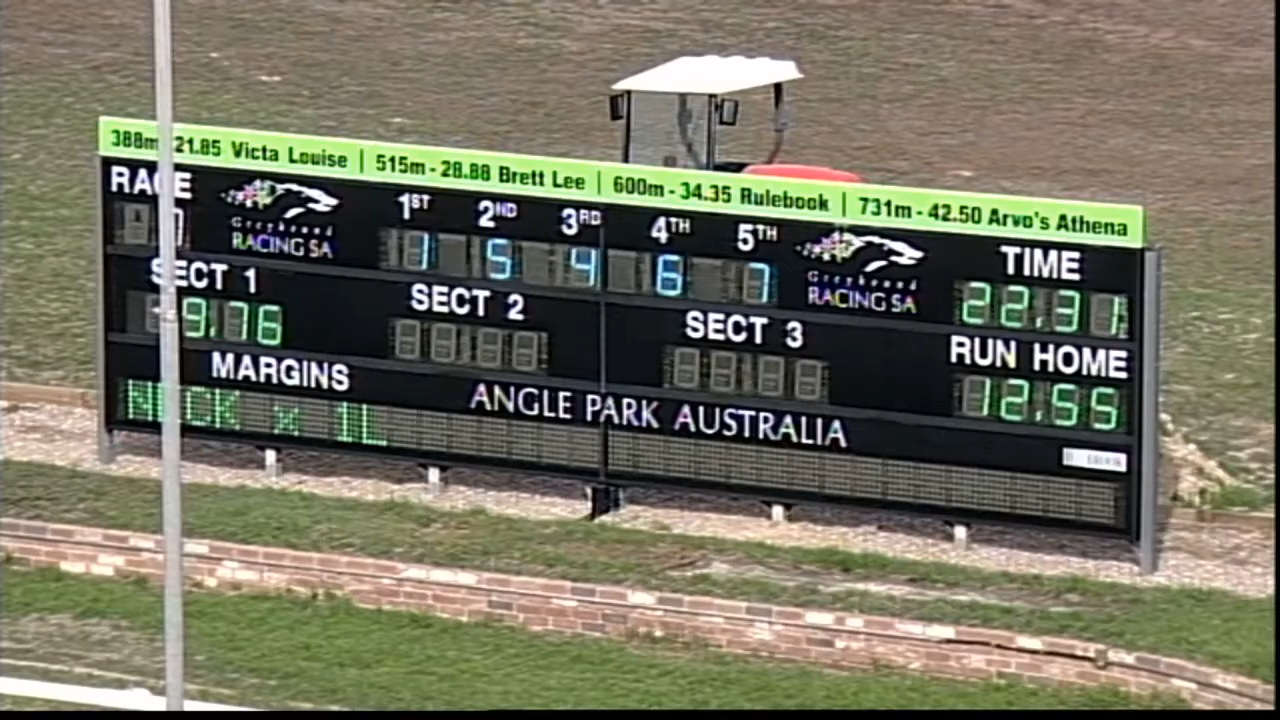 388m 21.85 Victa Louise | 515m - 28.88 Brett Lee | 600m - 34.35 Rulebook | 731m - 42.50 Arvo's Athena
RACE
Greyhound
RACING SA
1ST 2ND 3RD 4TH 5TH
1 5 4 6 7
Greyhound
RACING SA
TIME
22.31
SECT 1
9.76
SECT 2
SECT 3
RUN HOME
12.55
MARGINS
NECK x 1L
ANGLE PARK AUSTRALIA